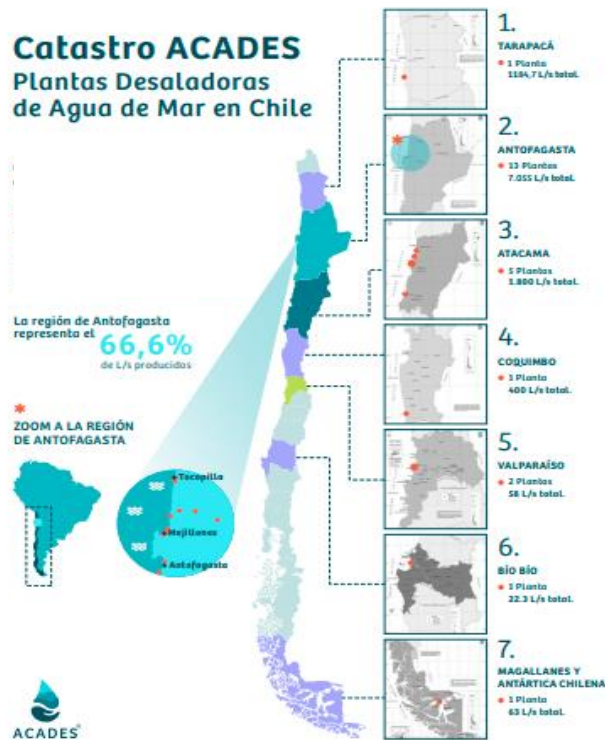 Catastro ACADES
Plantas Desaladoras
de Agua de Mar en Chile
La región de Antofagasta
representa el
66,6%
de L/s producidos
*
ZOOM A LA REGIÓN
DE ANTOFAGASTA
Tocopilla
Mejillones
Antofagasta
ACADES
1.
TARAPACÁ
1 Planta
1184,7 L/s total.
2.
ANTOFAGASTA
13 Plantas
7.055 L/s total.
3.
ATACAMA
5 Plantas
1.800 L/s total.
4.
COQUIMBO
1 Planta
400 L/s total.
5.
VALPARAÍSO
2 Plantas
58 L/s total.
6.
BÍO BÍO
1 Planta
22.3 L/s total.
7.
MAGALLANES Y
ANTÁRTICA CHILENA
1 Planta
63 L/s total.